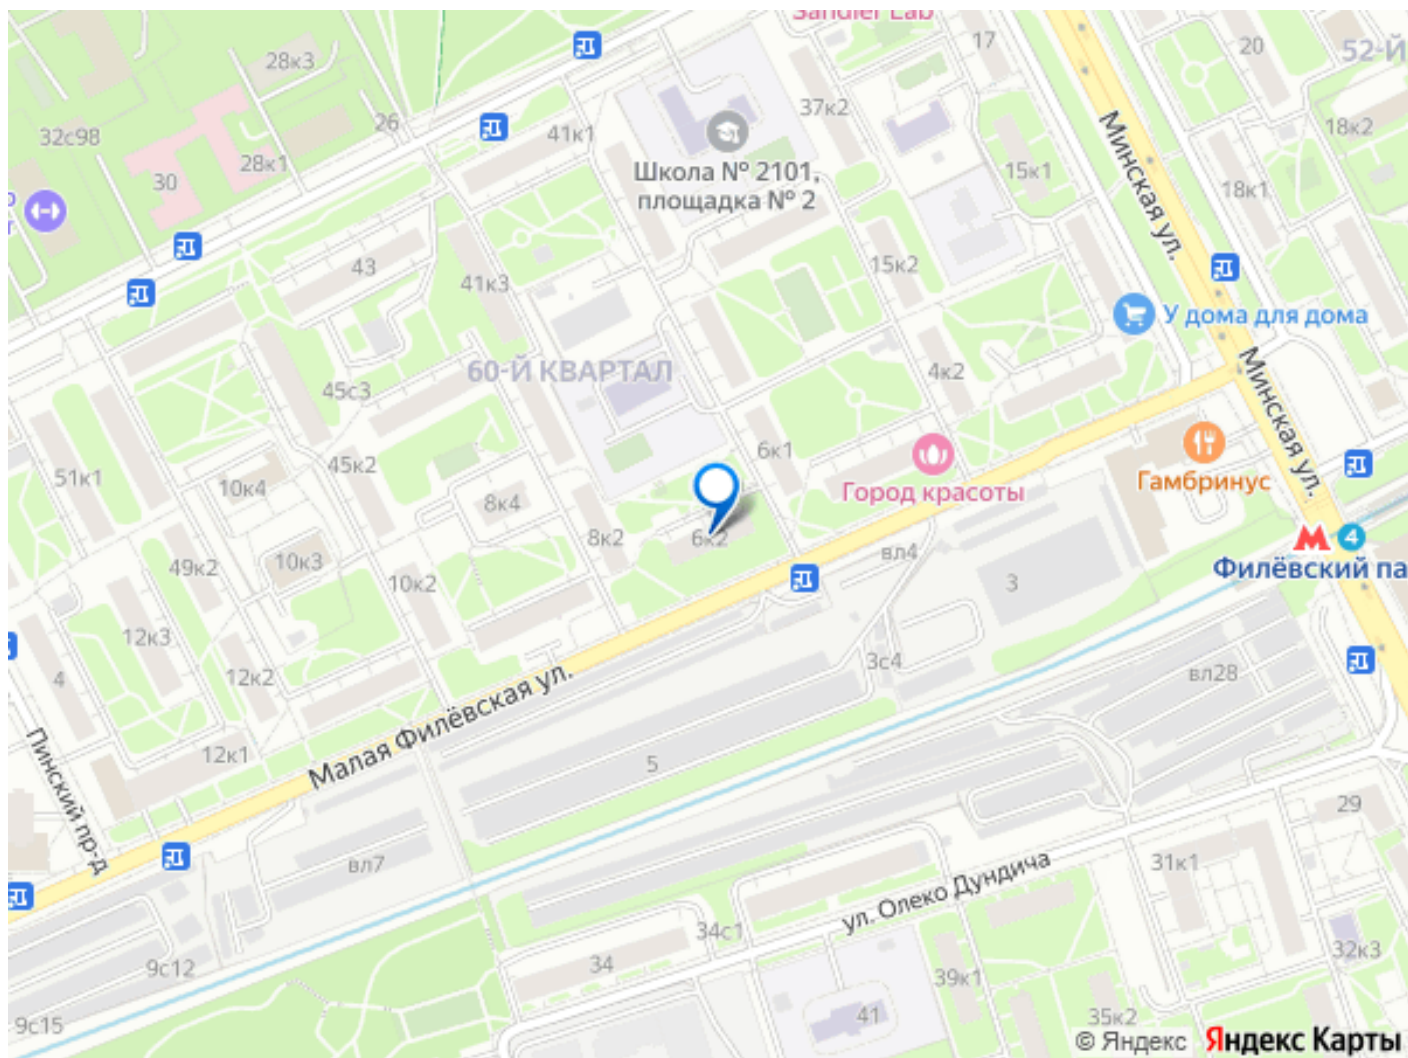 Sandler Lab
17
20
52-Й
28к3
37к2
18к2
32с98
26
41к1
28к1
30
Школа № 2101,
площадка № 2
15к1
18к1
Минская ул.
43
41к3
15к2
У дома для дома
60-Й КВАРТАЛ
4к2
45с3
Минская ул.
51к1
45к2
6к1
10к4
8к4
Город красоты
Гамбринус
8к2
6к2
вл4
4
Филёвский па
49к2
10к3
10к2
3
12к3
4
12к2
3с4
вл28
Малая Филёвская ул.
12к1
5
Пинский пр-д
29
вл7
31к1
ул. Олеко Дундича
34с1
34
9с12
39к1
32к3
9с15
41
35к2
© Яндекс Яндекс Карты